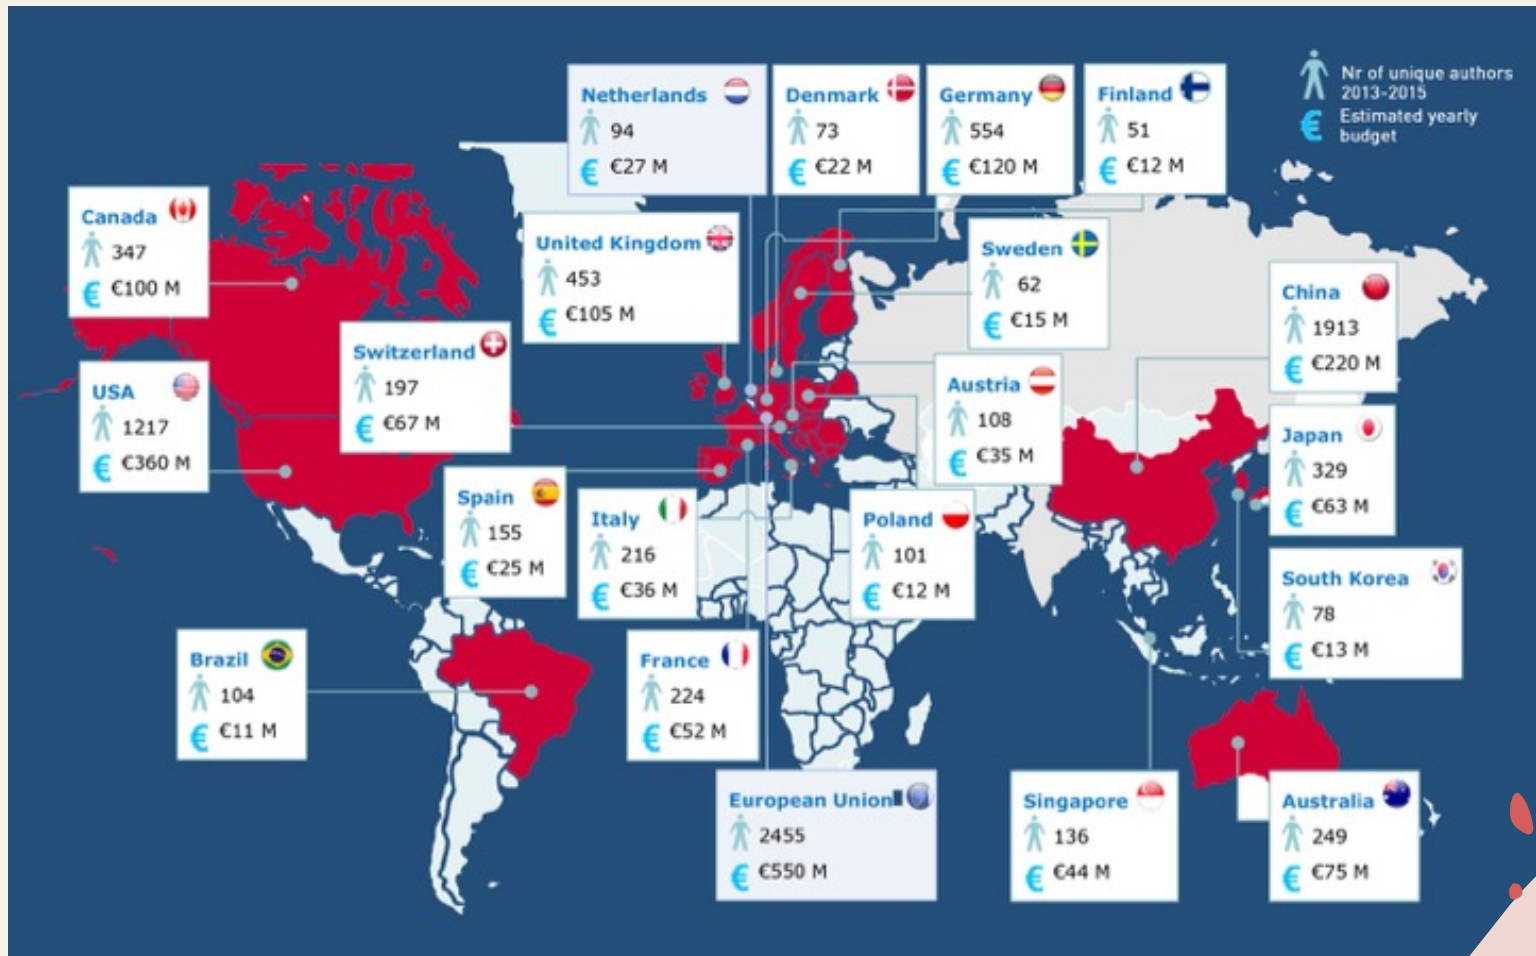 Nr of unique authors
2013-2015
Estimated yearly
budget
€
Netherlands
94
€ €27 M
Denmark
73
€ €22 M
Germany
554
€ €120 M
Finland
51
€ €12 M
Canada
347
€ €100 M
United Kingdom
453
€ €105 M
Sweden
62
€ €15 M
China
1913
€ €220 M
Switzerland
197
€ €67 M
USA
1217
€ €360 M
Austria
108
€ €35 M
Japan
329
€ €63 M
Spain
155
€ €25 M
Italy
216
€ €36 M
Poland
101
€ €12 M
South Korea
78
€ €13 M
Brazil
104
€ €11 M
France
224
€ €52 M
European Union
2455
€ €550 M
Singapore
136
€ €44 M
Australia
249
€ €75 M